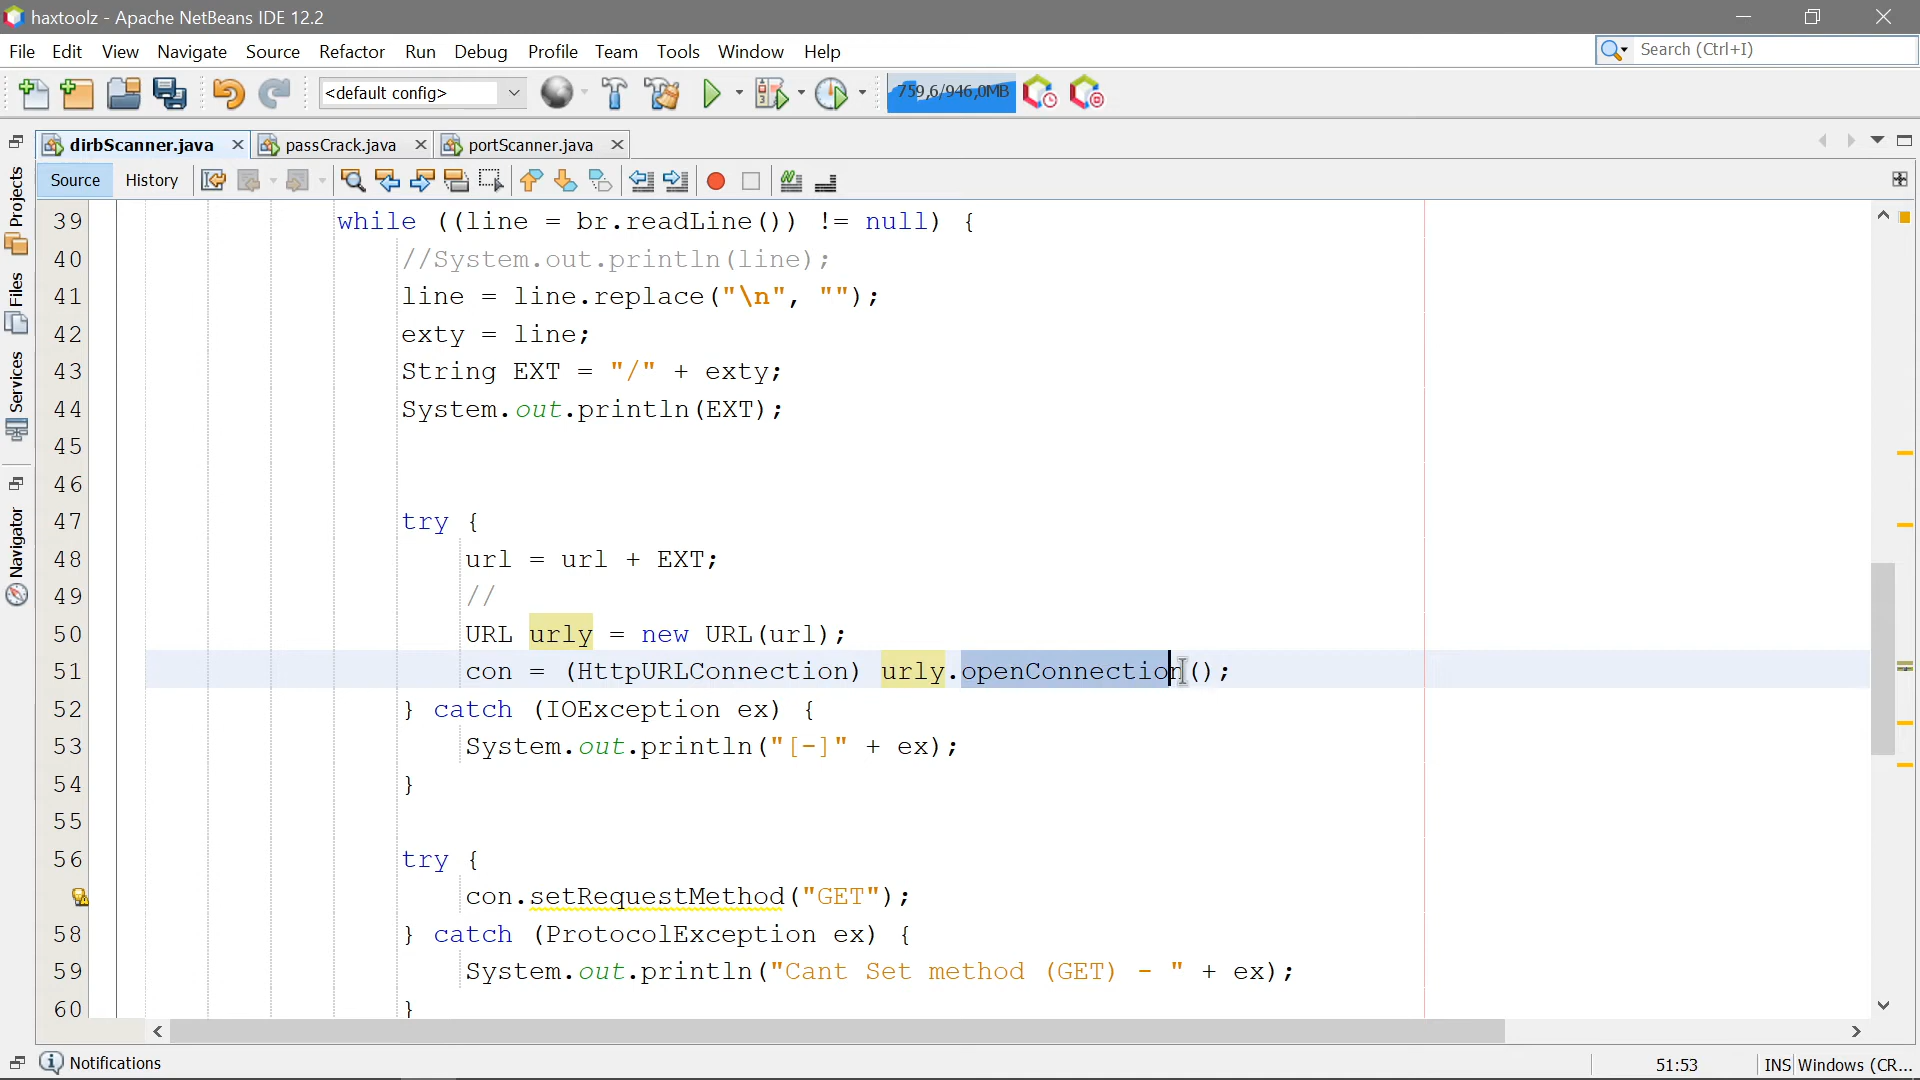 haxtoolz - Apache NetBeans IDE 12.2
File Edit View Navigate Source Refactor Run Debug Profile Team Tools Window Help
Search (Ctrl+I)
<default config>
759,6/946,0MB
dirbScanner.java
passCrack.java
portScanner.java
Source History
Projects
Files
Services
Navigator
39 while ((line = br.readLine()) != null) {
40 //System.out.println(line);
41 line = line.replace("\n", "");
42 exty = line;
43 String EXT = "/" + exty;
44 System.out.println(EXT);
45
46
47 try {
48 url = url + EXT;
49 //
50 URL urly = new URL(url);
51 con = (HttpURLConnection) urly.openConnection();
52 } catch (IOException ex) {
53 System.out.println("[-]" + ex);
54 }
55
56 try {
con.setRequestMethod("GET");
58 } catch (ProtocolException ex) {
59 System.out.println("Cant Set method (GET) - " + ex);
60 }
Notifications
51:53
INS
Windows (CR...